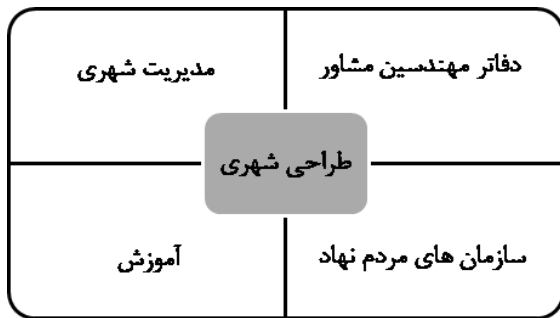 دفاتر مهندسین مشاور
مدیریت شهری
طراحی شهری
سازمان های مردم نهاد
آموزش